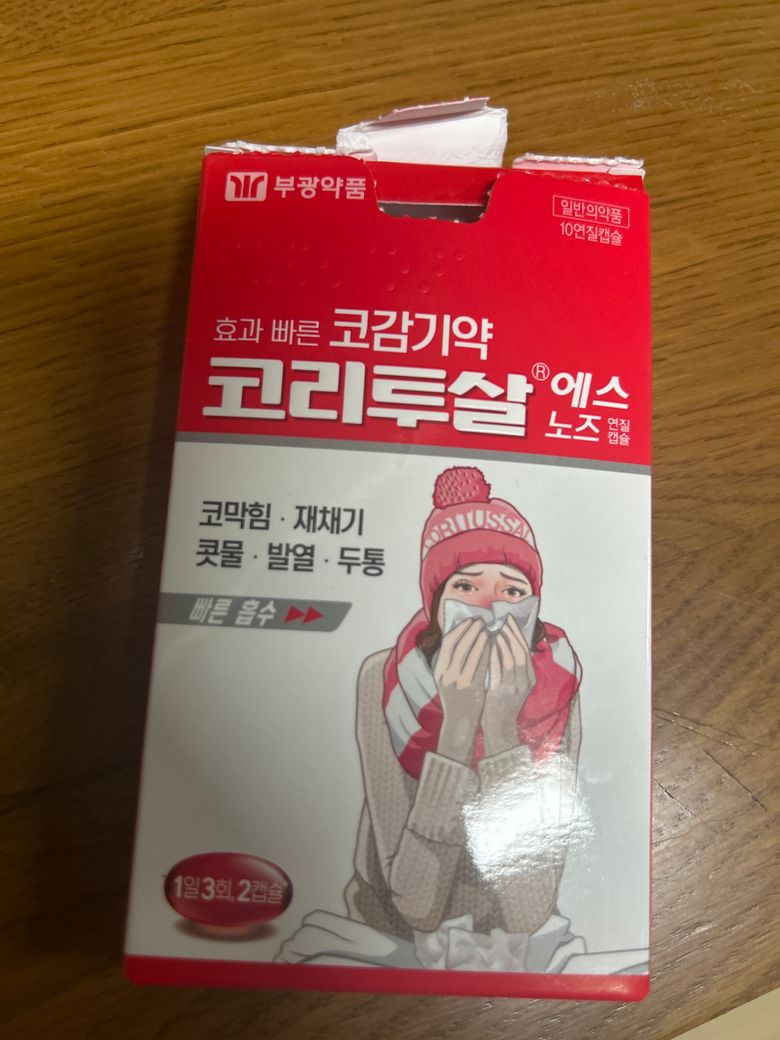 부광약품
일반의약품
10연질캡슐
효과 빠른 코감기약
코리투살® 에스
노즈 연질
캡슐
코막힘 · 재채기
콧물 · 발열 · 두통
빠른 흡수
ORITUSSA
1일 3회, 2캡슐